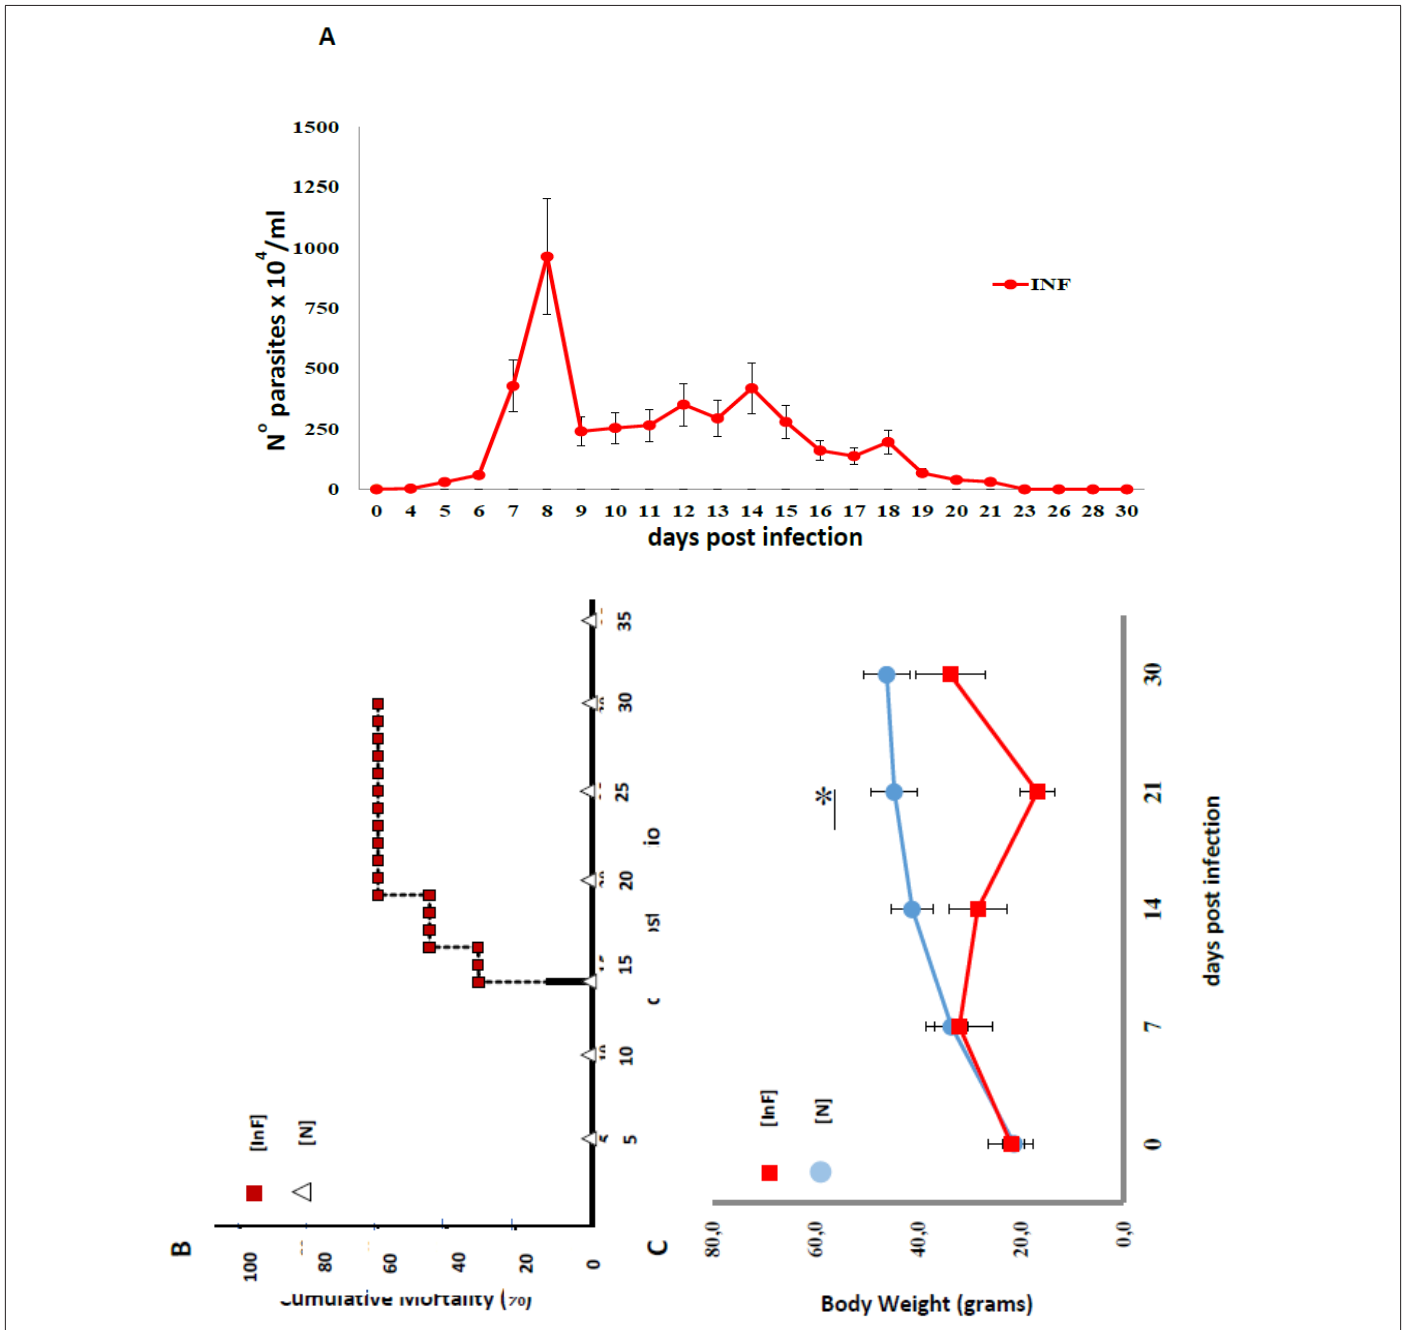 A
1500
1250
1000
750
500
250
0
N° parasites x 10⁴/ml
INF
0 4 5 6 7 8 9 10 11 12 13 14 15 16 17 18 19 20 21 23 26 28 30
days post infection
B
[InF]
[N]
100 80 60 40 20 0
Cumulative Mortality (%)
5 10 15 20 25 30 35
C
[InF]
[N]
*
80,0 60,0 40,0 20,0 0,0
Body Weight (grams)
0 7 14 21 30
days post infection